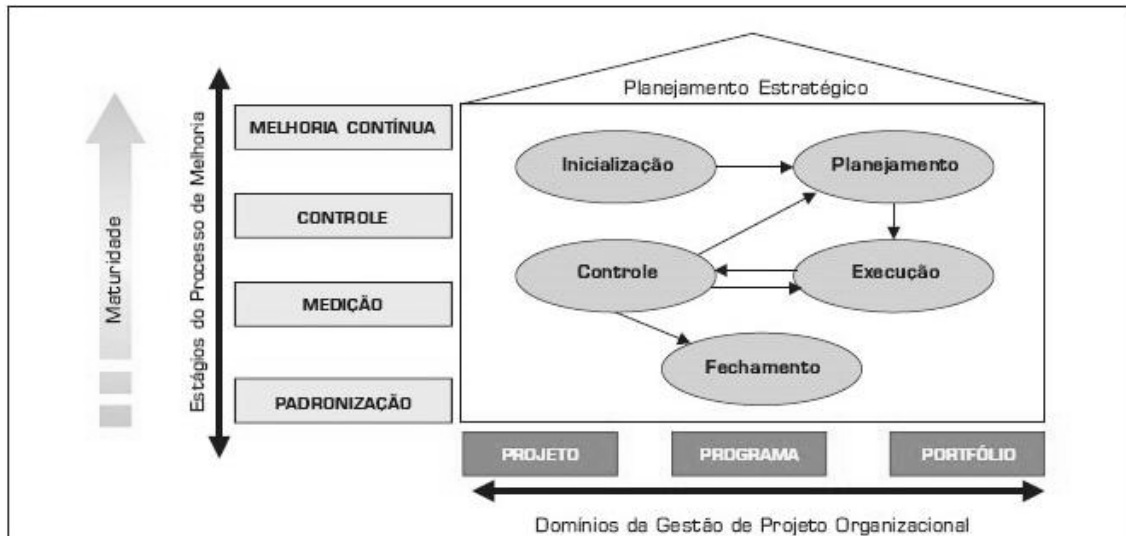 Planejamento Estratégico
Maturidade
Estágios do Processo de Melhoria
MELHORIA CONTÍNUA
CONTROLE
MEDIÇÃO
PADRONIZAÇÃO
Inicialização
Planejamento
Controle
Execução
Fechamento
PROJETO
PROGRAMA
PORTFÓLIO
Domínios da Gestão de Projeto Organizacional